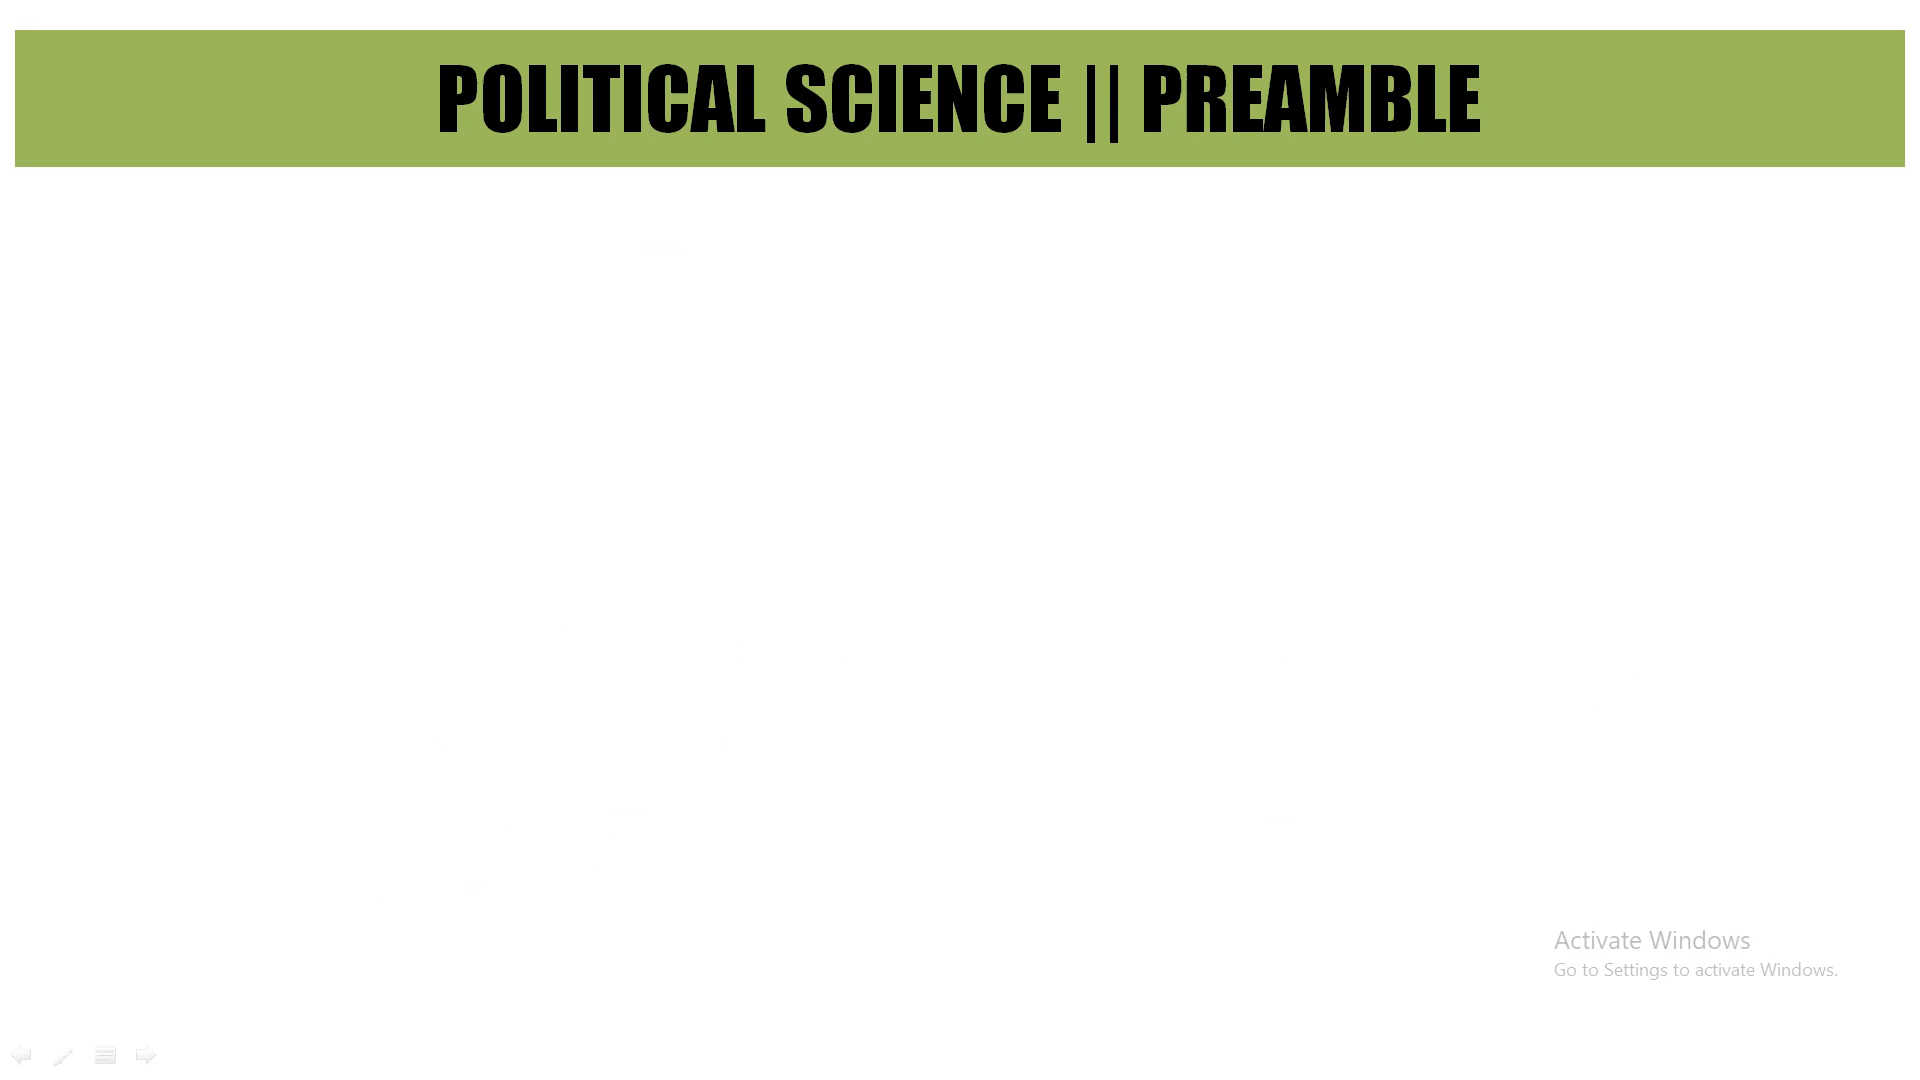 POLITICAL SCIENCE || PREAMBLE
Activate Windows
Go to Settings to activate Windows.